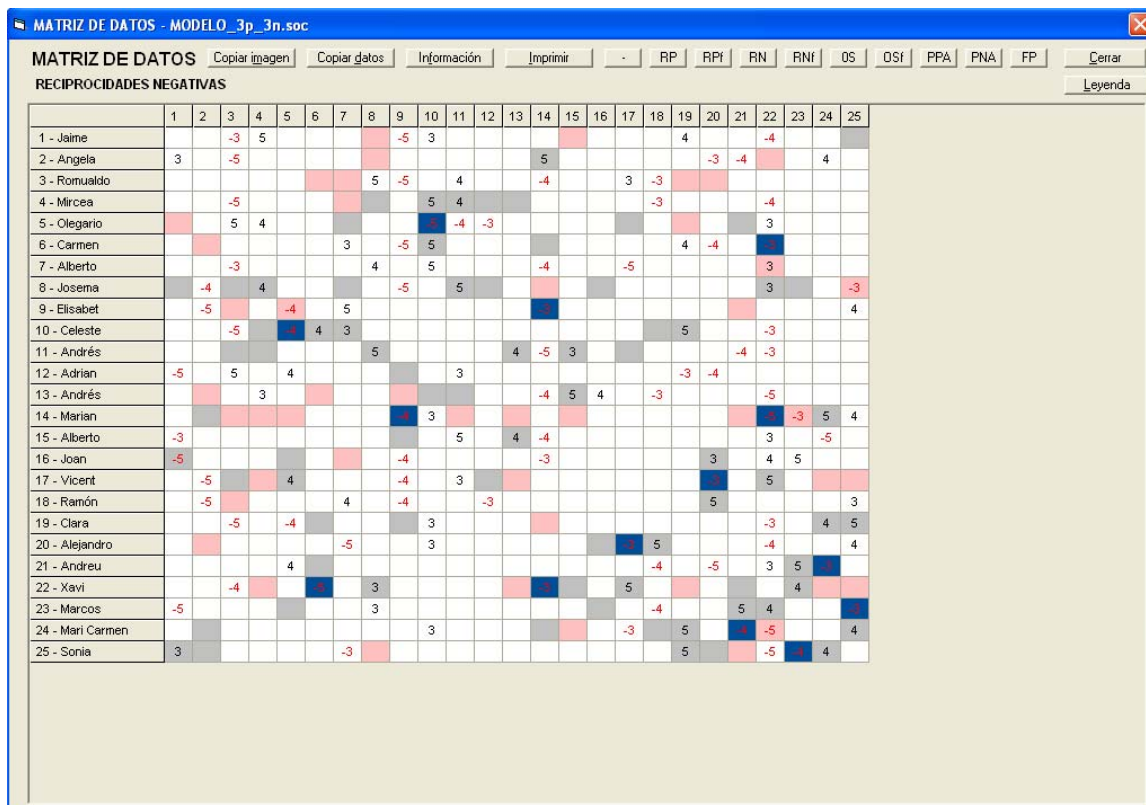 MATRIZ DE DATOS - MODELO_3p_3n.soc
MATRIZ DE DATOS Copiar imagen Copiar datos Información Imprimir - RP RPf RN RNf OS OSf PPA PNA FP Cerrar
RECIPROCIDADES NEGATIVAS Leyenda
1 2 3 4 5 6 7 8 9 10 11 12 13 14 15 16 17 18 19 20 21 22 23 24 25
1 - Jaime -3 5 -5 3 4 -4
2 - Angela 3 -5 5 -3 -4 4
3 - Romualdo 5 -5 4 -4 3 -3
4 - Mircea -5 5 4 -3 -4
5 - Olegario 5 4 -5 -4 -3 3
6 - Carmen 3 -5 5 4 -4 -3
7 - Alberto -3 4 5 -4 -5 3
8 - Josema -4 4 -5 5 3 -3
9 - Elisabet -5 -4 5 4
10 - Celeste -5 -4 4 3 5 -3
11 - Andrés 5 4 -5 3 -4 -3
12 - Adrian -5 5 4 3 -3 -4
13 - Andrés 3 -4 5 4 -3 -5
14 - Marian -4 3 -5 -3 5 4
15 - Alberto -3 5 4 -4 3 -5
16 - Joan -5 -4 -3 3 4 5
17 - Vicent -5 4 -4 3 -3 5
18 - Ramón -5 4 -4 -3 5 3
19 - Clara -5 -4 3 -3 4 5
20 - Alejandro -5 3 -3 5 -4 4
21 - Andreu 4 -4 -5 3 5 -3
22 - Xavi -4 3 5 4
23 - Marcos -5 3 -4 5 4 -3
24 - Mari Carmen 3 -3 5 -4 -5 4
25 - Sonia 3 -3 5 -5 -4 4